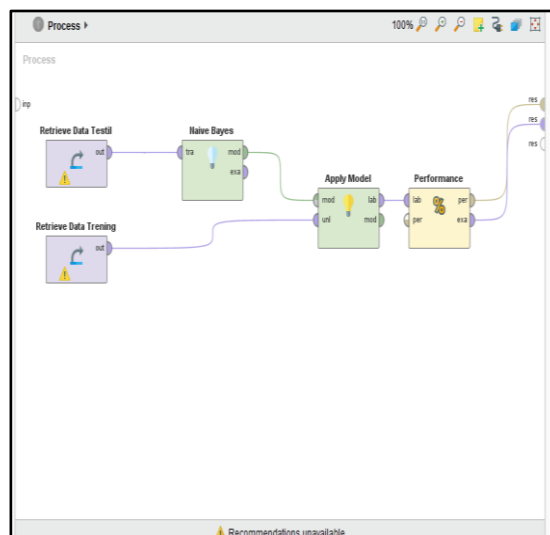 Process
100%
Process
inp
res
res
res
Retrieve Data Testil
out
Naive Bayes
tra
mod
exa
Apply Model
mod
lab
unl
mod
Performance
lab
per
per
exa
Retrieve Data Trening
out
Recommendations unavailable